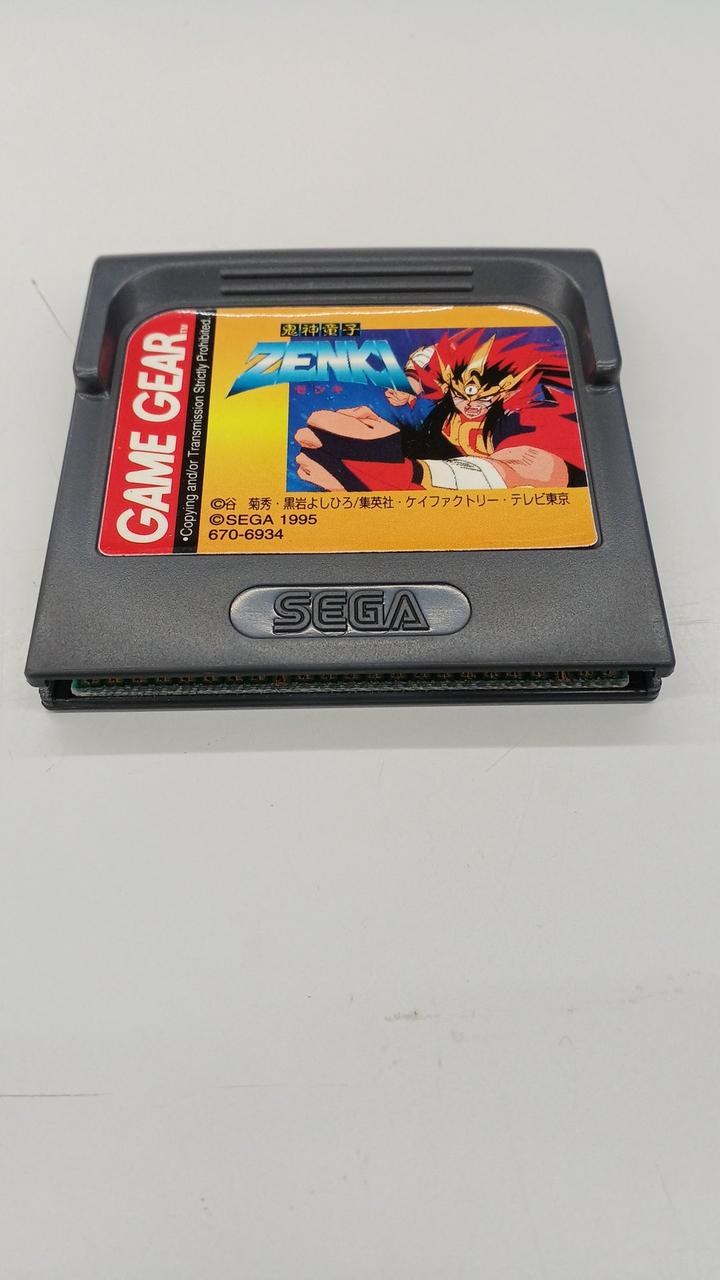 GAME GEAR™
•Copying and/or Transmission Strictly Prohibited.
鬼神童子
ZENKI
ゼンキ
©谷 菊秀・黒岩よしひろ/集英社・ケイファクトリー・テレビ東京
©SEGA 1995
670-6934
SEGA